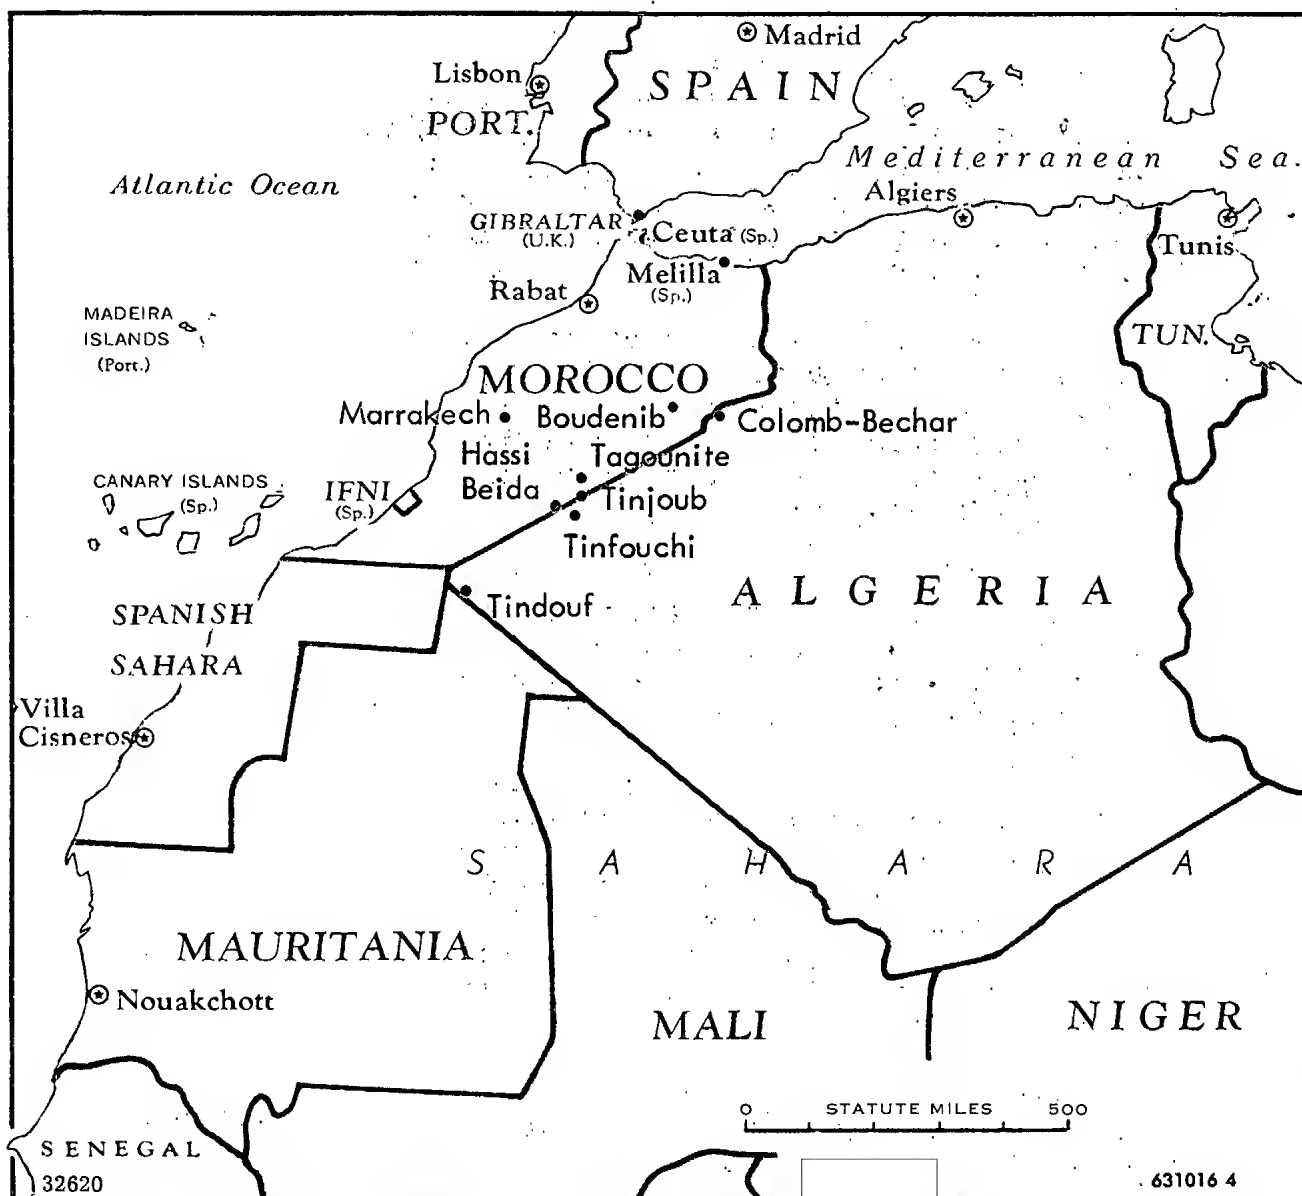 Madrid
Lisbon
SPAIN
PORT.
Mediterranean Sea
Atlantic Ocean
Algiers
GIBRALTAR
(U.K.)
Ceuta (Sp.)
Tunis
Melilla
(Sp.)
Rabat
MADEIRA
ISLANDS
(Port.)
TUN.
MOROCCO
Marrakech
Boudenib
Colomb-Bechar
Hassi
Beida
Tagounite
CANARY ISLANDS
(Sp.)
IFNI
(Sp.)
Tinjoub
Tinfouchi
ALGERIA
Tindouf
SPANISH
SAHARA
Villa
Cisneros
SAHARA
MAURITANIA
Nouakchott
MALI
NIGER
0 STATUTE MILES 500
SENEGAL
32620
631016 4